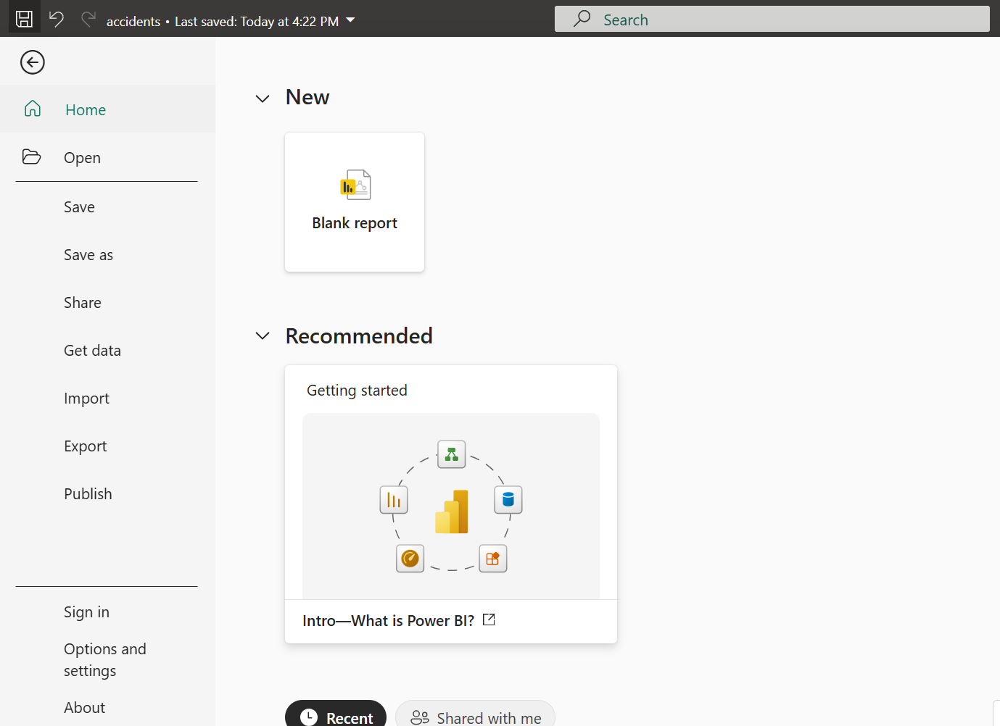 accidents • Last saved: Today at 4:22 PM
Search
Home
Open
Save
Save as
Share
Get data
Import
Export
Publish
Sign in
Options and
settings
About
New
Blank report
Recommended
Getting started
Intro—What is Power BI?
Recent
Shared with me